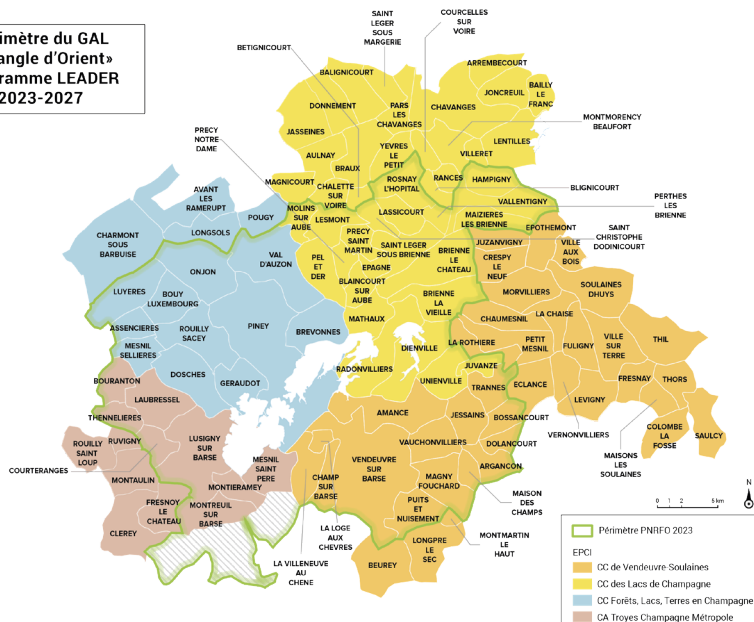 imètre du GAL
angle d'Orient»
ramme LEADER
2023-2027
SAINT
LEGER
SOUS
MARGERIE
COURCELLES
SUR
VOIRE
BETIGNICOURT
ARREMBECOURT
BALIGNICOURT
JONCREUIL
BAILLY
LE
FRANC
DONNEMENT
PARS
LES
CHAVANGES
CHAVANGES
MONTMORENCY
BEAUFORT
JASSEINES
PRECY
NOTRE
DAME
LENTILLES
YEVRES
LE
PETIT
VILLERET
AULNAY
BRAUX
MAGNICOURT
CHALETTE
SUR
VOIRE
ROSNAY
L'HOPITAL
RANCES
HAMPIGNY
BLIGNICOURT
AVANT
LES
RAMERUPT
POUGY
MOLINS
SUR
AUBE
LESMONT
LASSICOURT
VALLENTIGNY
PERTHES
LES
BRIENNE
MAIZIERES
LES BRIENNE
EPOTHEMONT
SAINT
CHRISTOPHE
DODINICOURT
CHARMONT
SOUS
BARBUISE
LONGSOLS
PRECY
SAINT
MARTIN
SAINT LEGER
SOUS BRIENNE
BRIENNE
LE
CHATEAU
JUZANVIGNY
CRESPY
LE
NEUF
VILLE
AUX
BOIS
VAL
D'AUZON
PEL
ET
DER
EPAGNE
ONJON
BLAINCOURT
SUR
AUBE
SOULAINES
DHUYS
LUYERES
BOUY
LUXEMBOURG
BRIENNE
LA
VIEILLE
MORVILLIERS
CHAUMESNIL
LA CHAISE
MATHAUX
ASSENCIERES
ROUILLY
SACEY
PINEY
BREVONNES
DIENVILLE
LA ROTHIERE
PETIT
MESNIL
FULIGNY
VILLE
SUR
TERRE
THIL
MESNIL
SELLIERES
RADONVILLIERS
JUVANZE
DOSCHES
GERAUDOT
UNIENVILLE
TRANNES
ECLANCE
FRESNAY
THORS
BOURANTON
LAUBRESSEL
LEVIGNY
AMANCE
JESSAINS
BOSSANCOURT
THENNELIERES
VERNONVILLIERS
COLOMBE
LA
FOSSE
SAULCY
ROUILLY
SAINT
LOUP
RUVIGNY
LUSIGNY
SUR
BARSE
VAUCHONVILLIERS
DOLANCOURT
MAISONS
LES
SOULAINES
COURTERANGES
MESNIL
SAINT
PERE
VENDEUVRE
SUR
BARSE
ARGANCON
MONTAULIN
MONTIERAMEY
CHAMP
SUR
BARSE
MAGNY
FOUCHARD
MAISON
DES
CHAMPS
FRESNOY
LE
CHATEAU
MONTREUIL
SUR
BARSE
PUITS
ET
NUISEMENT
CLEREY
LA LOGE
AUX
CHEVRES
MONTMARTIN
LE
HAUT
LONGPRE
LE
SEC
LA VILLENEUVE
AU
CHENE
BEUREY
0 1 2 5 km
N
Périmètre PNRFO 2023
EPCI
CC de Vendeuvre-Soulaines
CC des Lacs de Champagne
CC Forêts, Lacs, Terres en Champagne
CA Troyes Champagne Métropole